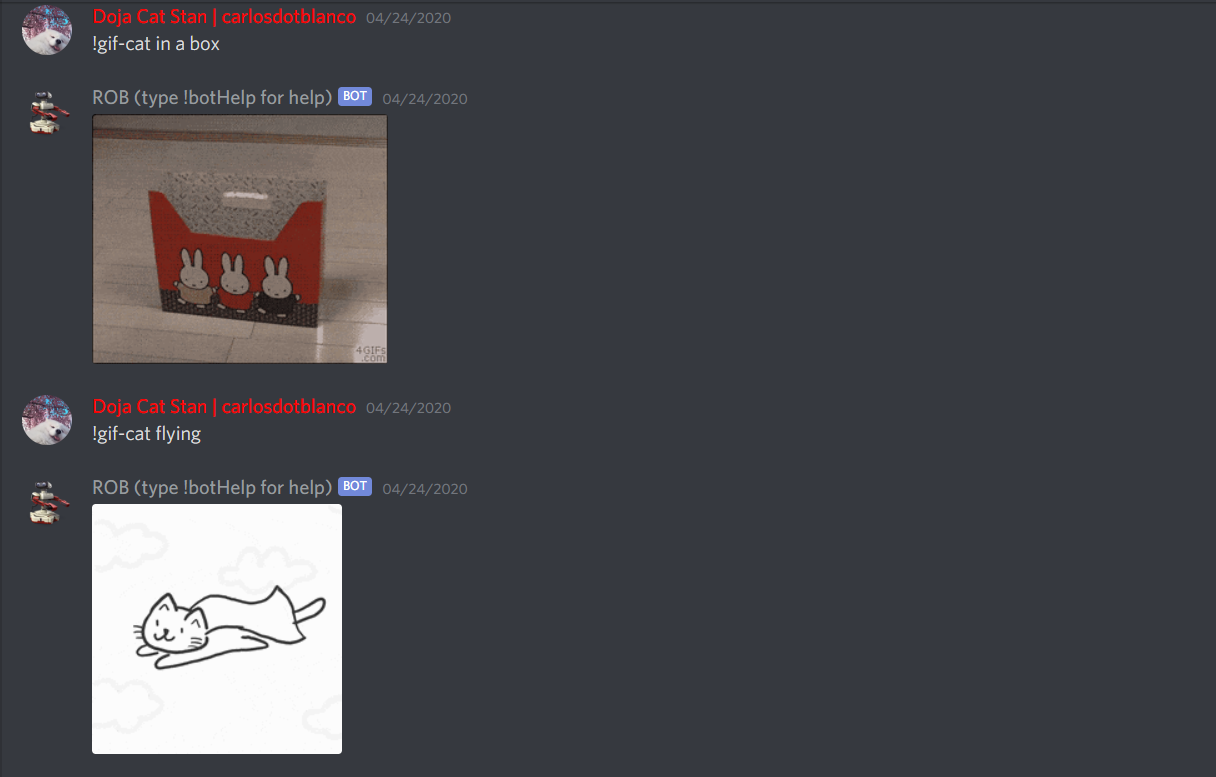 Doja Cat Stan | carlosdotblanco 04/24/2020
!gif-cat in a box
ROB (type !botHelp for help) BOT 04/24/2020
4GIFs
.com
Doja Cat Stan | carlosdotblanco 04/24/2020
!gif-cat flying
ROB (type !botHelp for help) BOT 04/24/2020